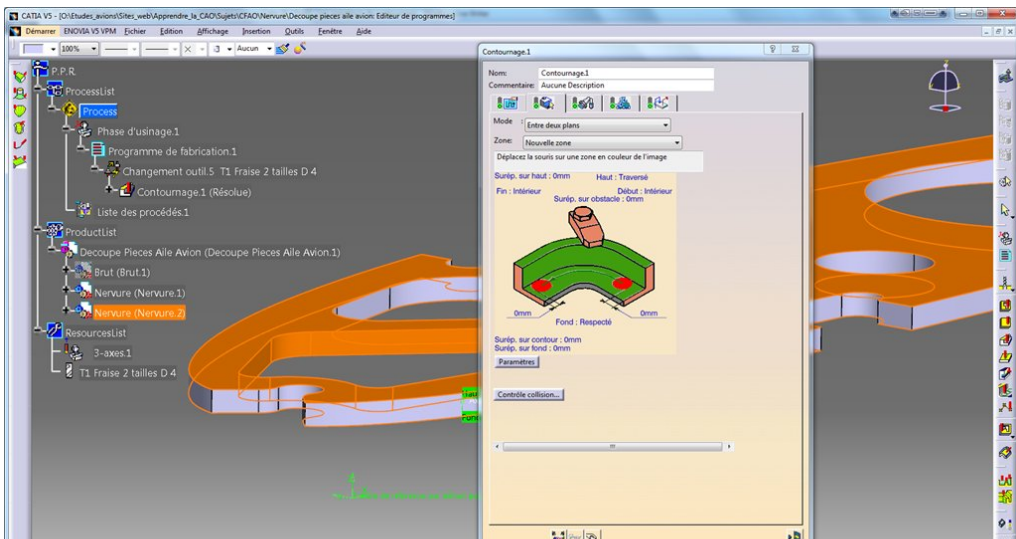 CATIA V5 - [D:\Etudes_avions\Sites_web\Apprendre_la_CAO\Sujets\CFAO\Nervure\Decoupe pieces aile avion: Editeur de programmes]
Démarrer ENOVIA V5 VPM Fichier Edition Affichage Insertion Outils Fenêtre Aide
100% Aucun
Contournage.1
Nom: Contournage.1
Commentaire: Aucune Description
Mode : Entre deux plans
Zone: Nouvelle zone
Déplacez la souris sur une zone en couleur de l'image
Surép. sur haut : 0mm Haut : Traversé
Fin : Intérieur Début : Intérieur
Surép. sur obstacle : 0mm
0mm 0mm
Fond : Respecté
Surép. sur contour : 0mm
Surép. sur fond : 0mm
Paramètres
Contrôle collision...
P.P.R.
ProcessList
Process
Phase d'usinage.1
Programme de fabrication.1
Changement outil.5 T1 Fraise 2 tailles D 4
Contournage.1 (Résolue)
Liste des procédés.1
ProductList
Decoupe Pieces Aile Avion (Decoupe Pieces Aile Avion.1)
Brut (Brut.1)
Nervure (Nervure.1)
Nervure (Nervure.2)
ResourcesList
3-axes.1
T1 Fraise 2 tailles D 4